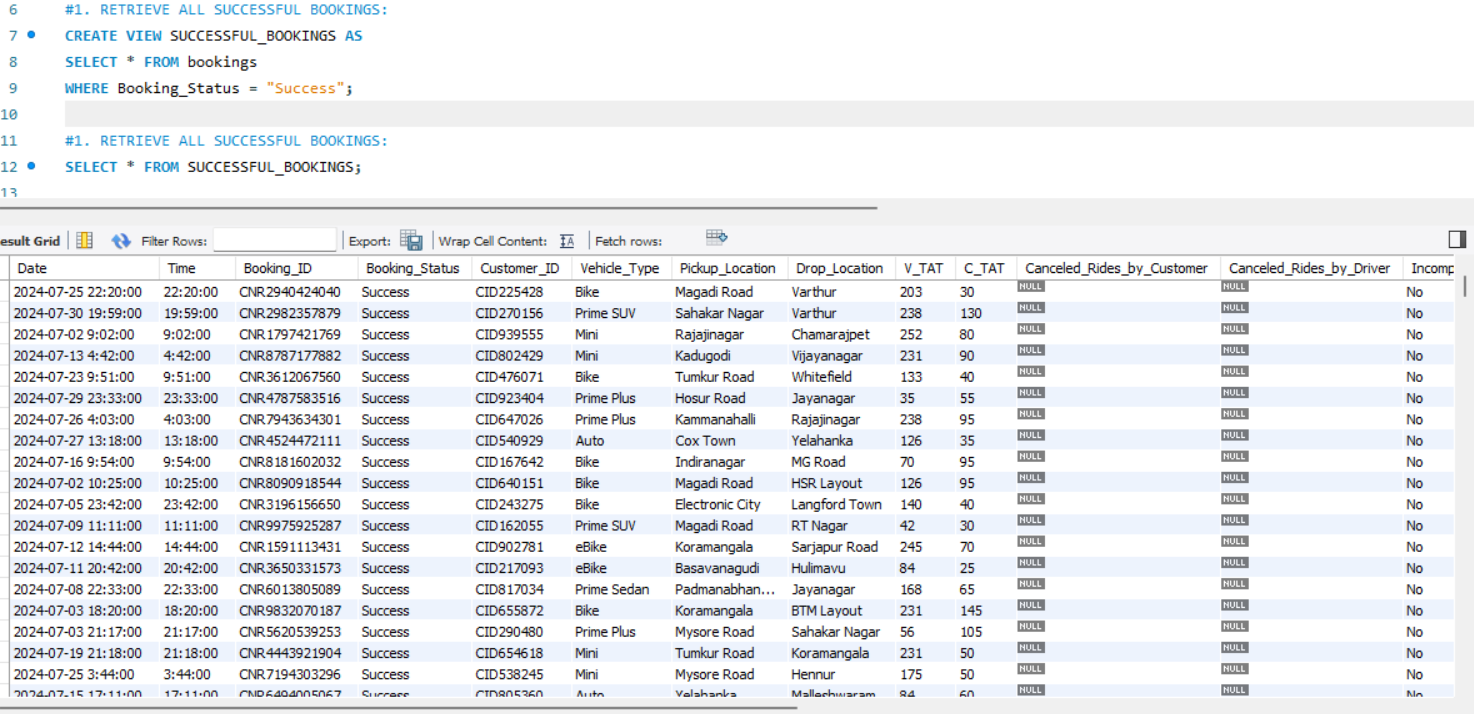 6 #1. RETRIEVE ALL SUCCESSFUL BOOKINGS:
7 CREATE VIEW SUCCESSFUL_BOOKINGS AS
8 SELECT * FROM bookings
9 WHERE Booking_Status = "Success";
10
11 #1. RETRIEVE ALL SUCCESSFUL BOOKINGS:
12 SELECT * FROM SUCCESSFUL_BOOKINGS;
13
esult Grid Filter Rows: Export: Wrap Cell Content: IA Fetch rows:
Date Time Booking_ID Booking_Status Customer_ID Vehicle_Type Pickup_Location Drop_Location V_TAT C_TAT Canceled_Rides_by_Customer Canceled_Rides_by_Driver Incomp
2024-07-25 22:20:00 22:20:00 CNR2940424040 Success CID225428 Bike Magadi Road Varthur 203 30 NULL NULL No
2024-07-30 19:59:00 19:59:00 CNR2982357879 Success CID270156 Prime SUV Sahakar Nagar Varthur 238 130 NULL NULL No
2024-07-02 9:02:00 9:02:00 CNR1797421769 Success CID939555 Mini Rajajinagar Chamarajpet 252 80 NULL NULL No
2024-07-13 4:42:00 4:42:00 CNR8787177882 Success CID802429 Mini Kadugodi Vijayanagar 231 90 NULL NULL No
2024-07-23 9:51:00 9:51:00 CNR3612067560 Success CID476071 Bike Tumkur Road Whitefield 133 40 NULL NULL No
2024-07-29 23:33:00 23:33:00 CNR4787583516 Success CID923404 Prime Plus Hosur Road Jayanagar 35 55 NULL NULL No
2024-07-26 4:03:00 4:03:00 CNR7943634301 Success CID647026 Prime Plus Kammanahalli Rajajinagar 238 95 NULL NULL No
2024-07-27 13:18:00 13:18:00 CNR4524472111 Success CID540929 Auto Cox Town Yelahanka 126 35 NULL NULL No
2024-07-16 9:54:00 9:54:00 CNR8181602032 Success CID167642 Bike Indiranagar MG Road 70 95 NULL NULL No
2024-07-02 10:25:00 10:25:00 CNR8090918544 Success CID640151 Bike Magadi Road HSR Layout 126 95 NULL NULL No
2024-07-05 23:42:00 23:42:00 CNR3196156650 Success CID243275 Bike Electronic City Langford Town 140 40 NULL NULL No
2024-07-09 11:11:00 11:11:00 CNR9975925287 Success CID162055 Prime SUV Magadi Road RT Nagar 42 30 NULL NULL No
2024-07-12 14:44:00 14:44:00 CNR1591113431 Success CID902781 eBike Koramangala Sarjapur Road 245 70 NULL NULL No
2024-07-11 20:42:00 20:42:00 CNR3650331573 Success CID217093 eBike Basavanagudi Hulimavu 84 25 NULL NULL No
2024-07-08 22:33:00 22:33:00 CNR6013805089 Success CID817034 Prime Sedan Padmanabhan... Jayanagar 168 65 NULL NULL No
2024-07-03 18:20:00 18:20:00 CNR9832070187 Success CID655872 Bike Koramangala BTM Layout 231 145 NULL NULL No
2024-07-03 21:17:00 21:17:00 CNR5620539253 Success CID290480 Prime Plus Mysore Road Sahakar Nagar 56 105 NULL NULL No
2024-07-19 21:18:00 21:18:00 CNR4443921904 Success CID654618 Mini Tumkur Road Koramangala 231 50 NULL NULL No
2024-07-25 3:44:00 3:44:00 CNR7194303296 Success CID538245 Mini Mysore Road Hennur 175 50 NULL NULL No
2024-07-15 17:11:00 17:11:00 CNR6494005067 Success CID805360 Auto Yelahanka Malleshwaram 84 60 NULL NULL No